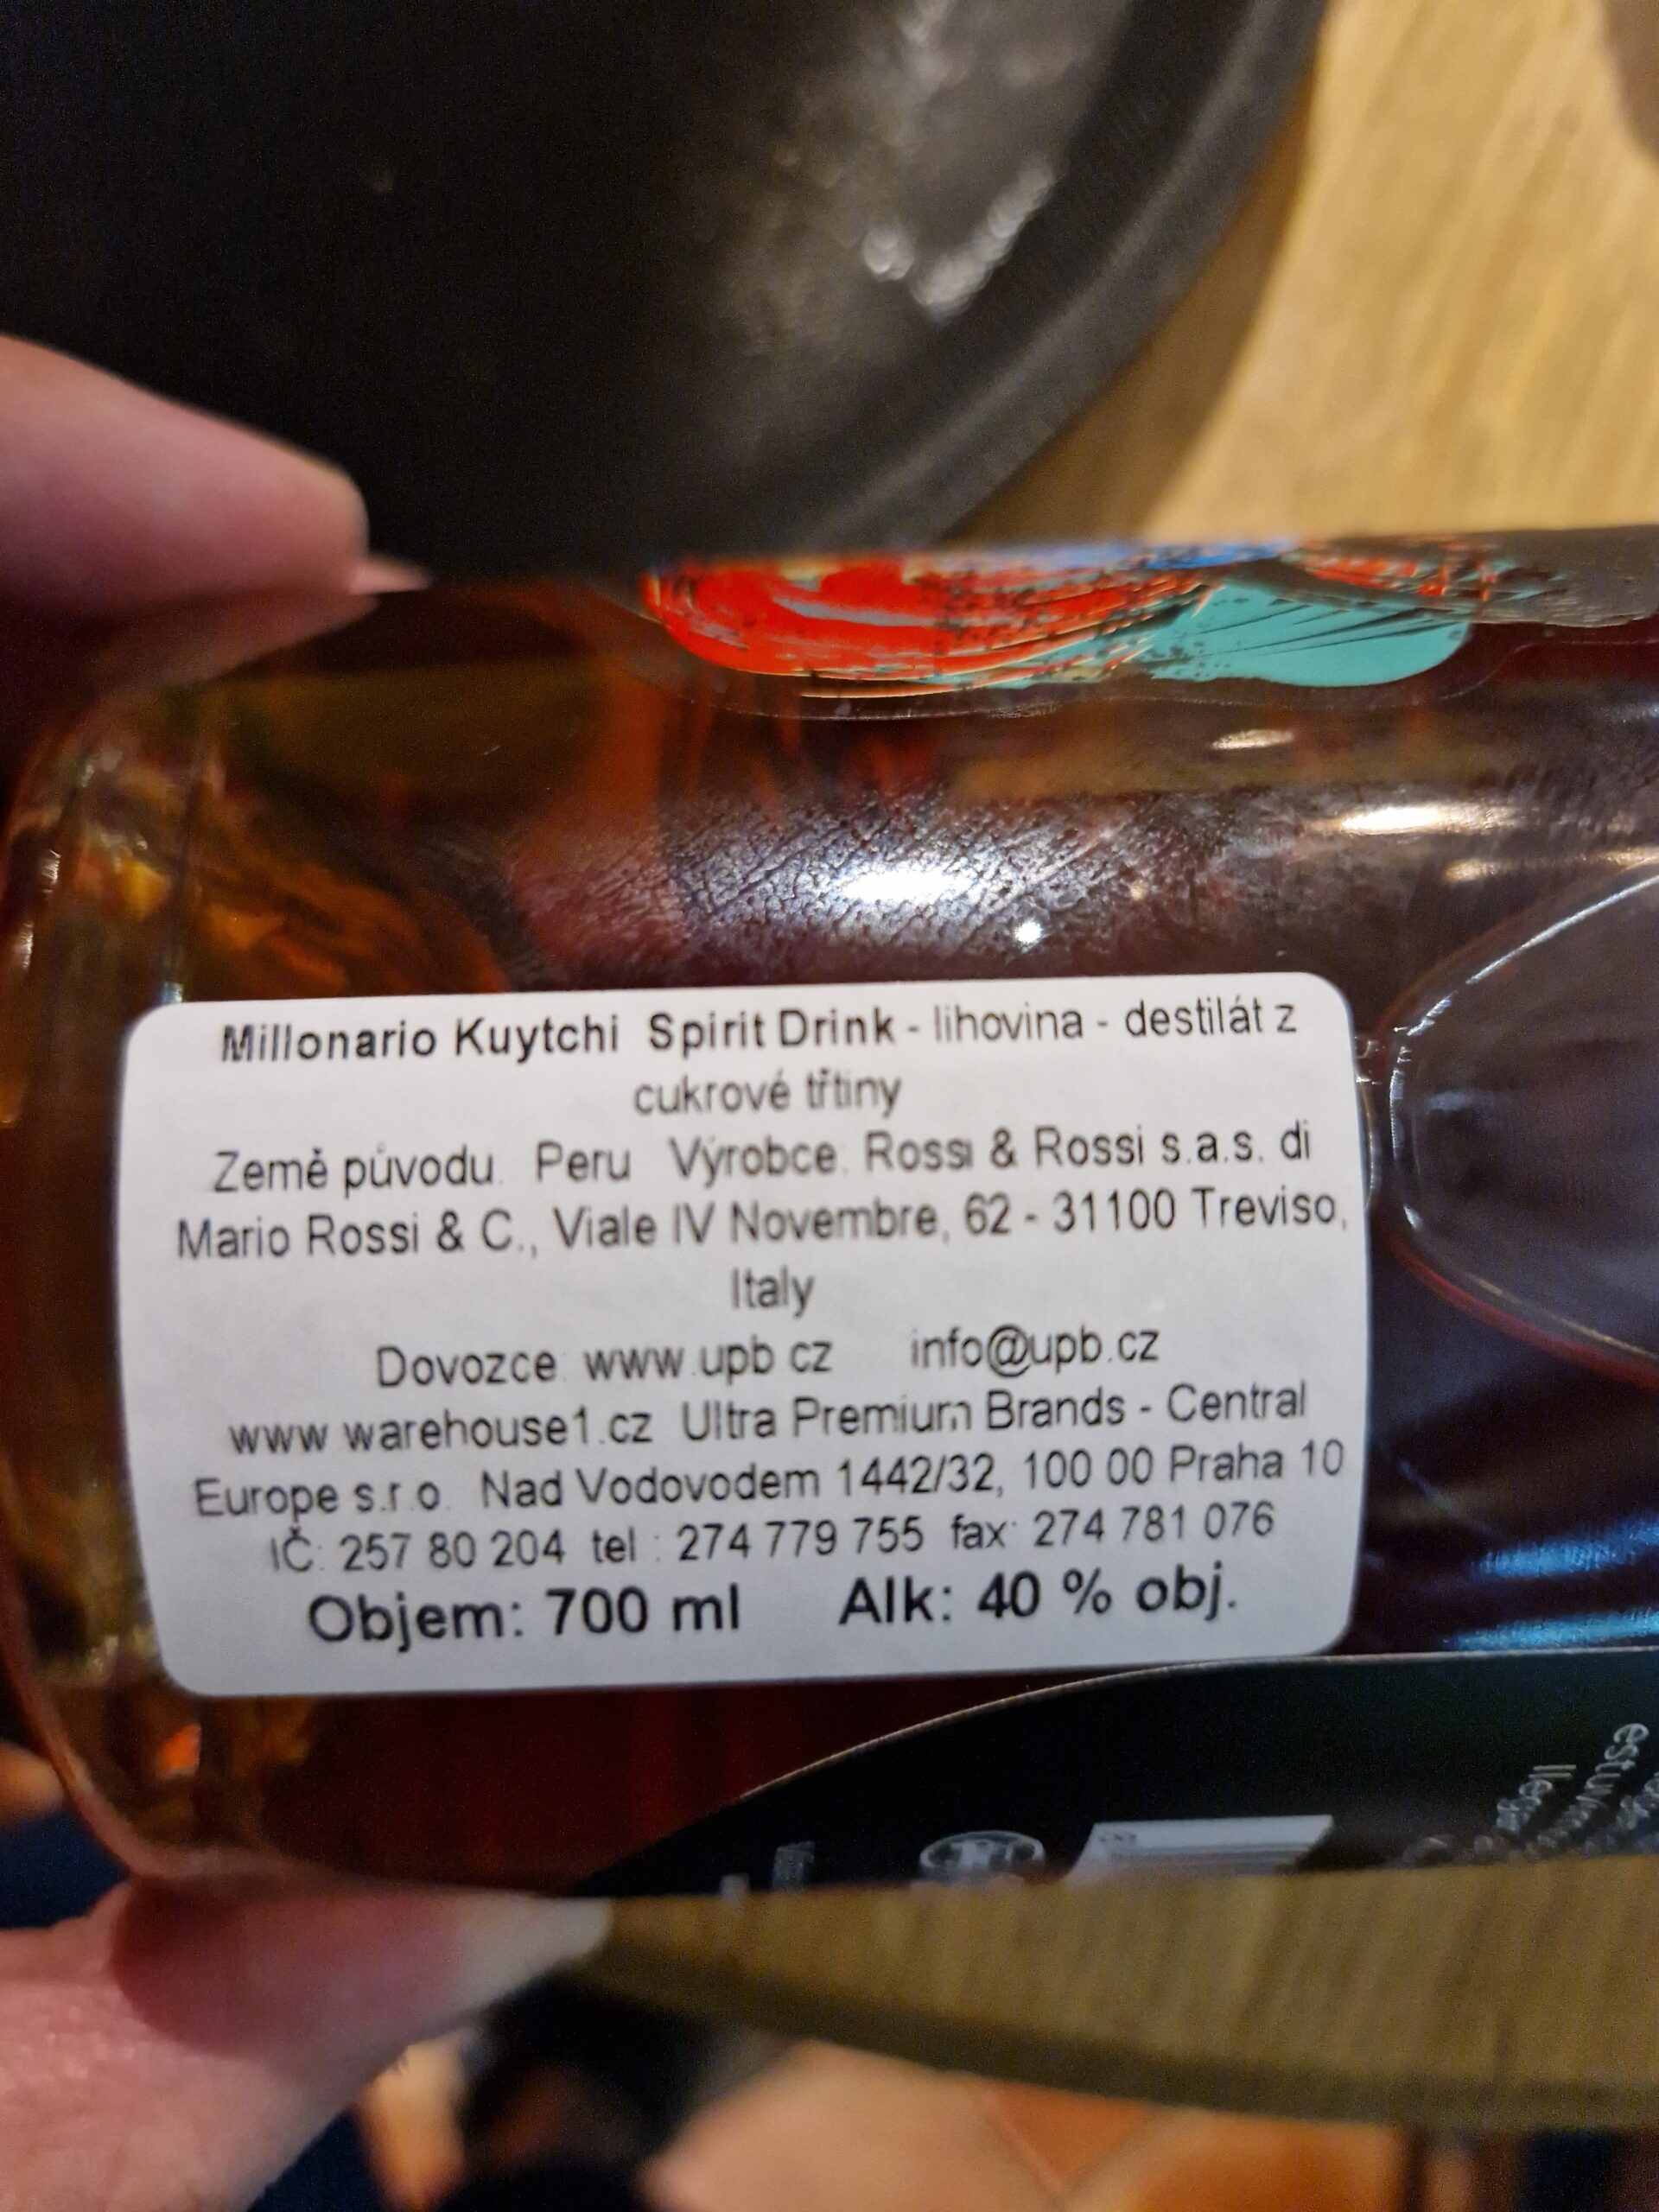 Millonario Kuytchi Spirit Drink - lihovina - destilát z
cukrové třtiny
Země původu. Peru Výrobce: Rossi & Rossi s.a.s. di
Mario Rossi & C., Viale IV Novembre, 62 - 31100 Treviso,
Italy
Dovozce: www.upb.cz info@upb.cz
www.warehouse1.cz Ultra Premium Brands - Central
Europe s.r.o. Nad Vodovodem 1442/32, 100 00 Praha 10
IČ: 257 80 204 tel.: 274 779 755 fax: 274 781 076
Objem: 700 ml Alk: 40 % obj.